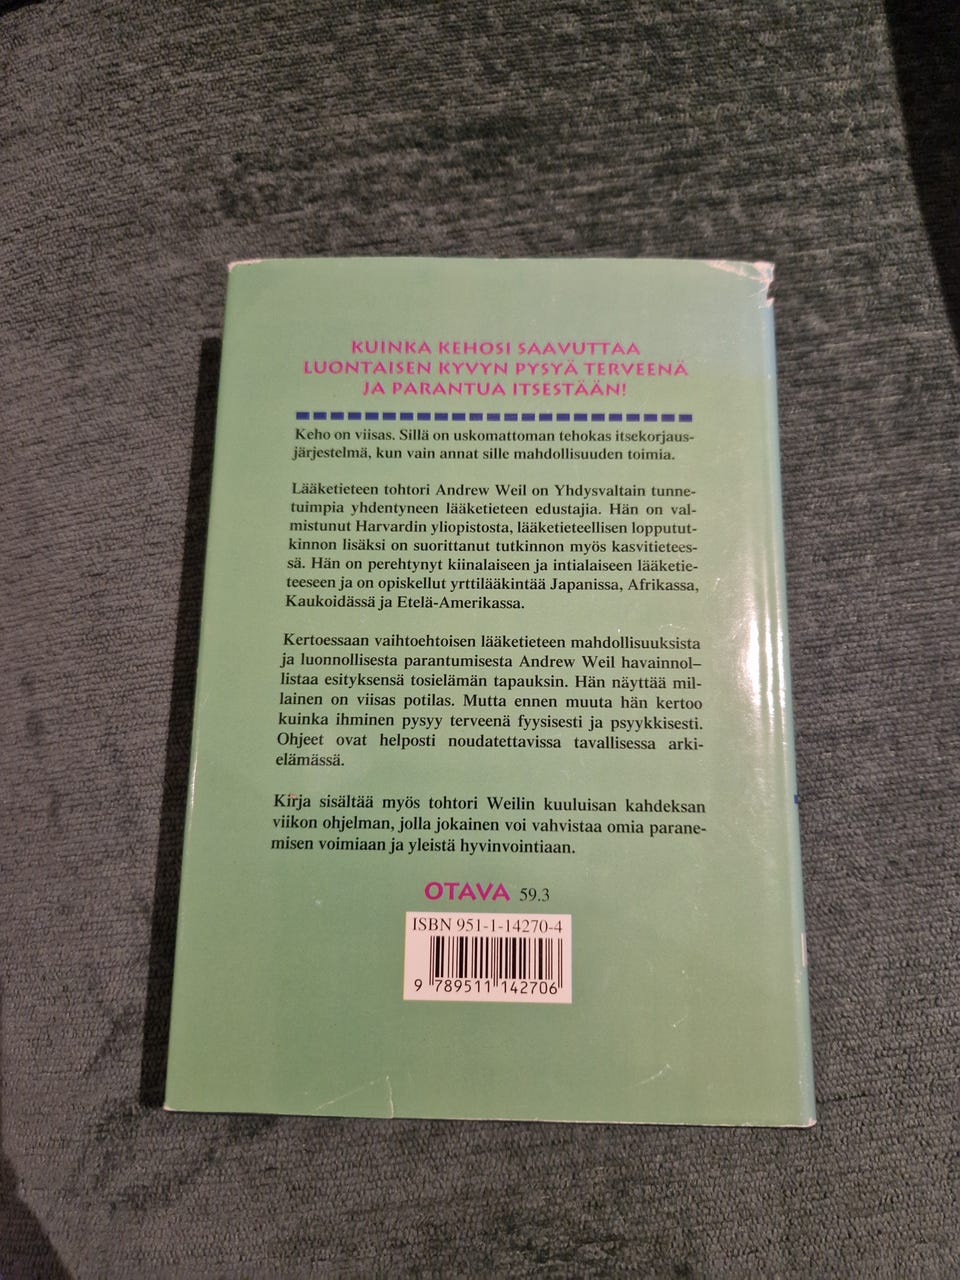 KUINKA KEHOSI SAAVUTTAA
LUONTAISEN KYVYN PYSYÄ TERVEENÄ
JA PARANTUA ITSESTÄÄN!
Keho on viisas. Sillä on uskomattoman tehokas itsekorjaus-
järjestelmä, kun vain annat sille mahdollisuuden toimia.
Lääketieteen tohtori Andrew Weil on Yhdysvaltain tunne-
tuimpia yhdentyneen lääketieteen edustajia. Hän on val-
mistunut Harvardin yliopistosta, lääketieteellisen loppututˍ
kinnon lisäksi on suorittanut tutkinnon myös kasvitietees-
sä. Hän on perehtynyt kiinalaiseen ja intialaiseen lääketie-
teeseen ja on opiskellut yrttilääkintää Japanissa, Afrikassa,
Kaukoidässä ja Etelä-Amerikassa.
Kertoessaan vaihtoehtoisen lääketieteen mahdollisuuksista
ja luonnollisesta parantumisesta Andrew Weil havainnol–
listaa esityksensä tosielämän tapauksin. Hän näyttää mil-
lainen on viisas potilas. Mutta ennen muuta hän kertoo
kuinka ihminen pysyy terveenä fyysisesti ja psyykkisesti.
Ohjeet ovat helposti noudatettavissa tavallisessa arki-
elämässä.
Kirja sisältää myös tohtori Weilin kuuluisan kahdeksan
viikon ohjelman, jolla jokainen voi vahvistaa omia parane-
misen voimiaan ja yleistä hyvinvointiaan.
OTAVA 59.3
ISBN 951-1-14270-4
9 789511 142706